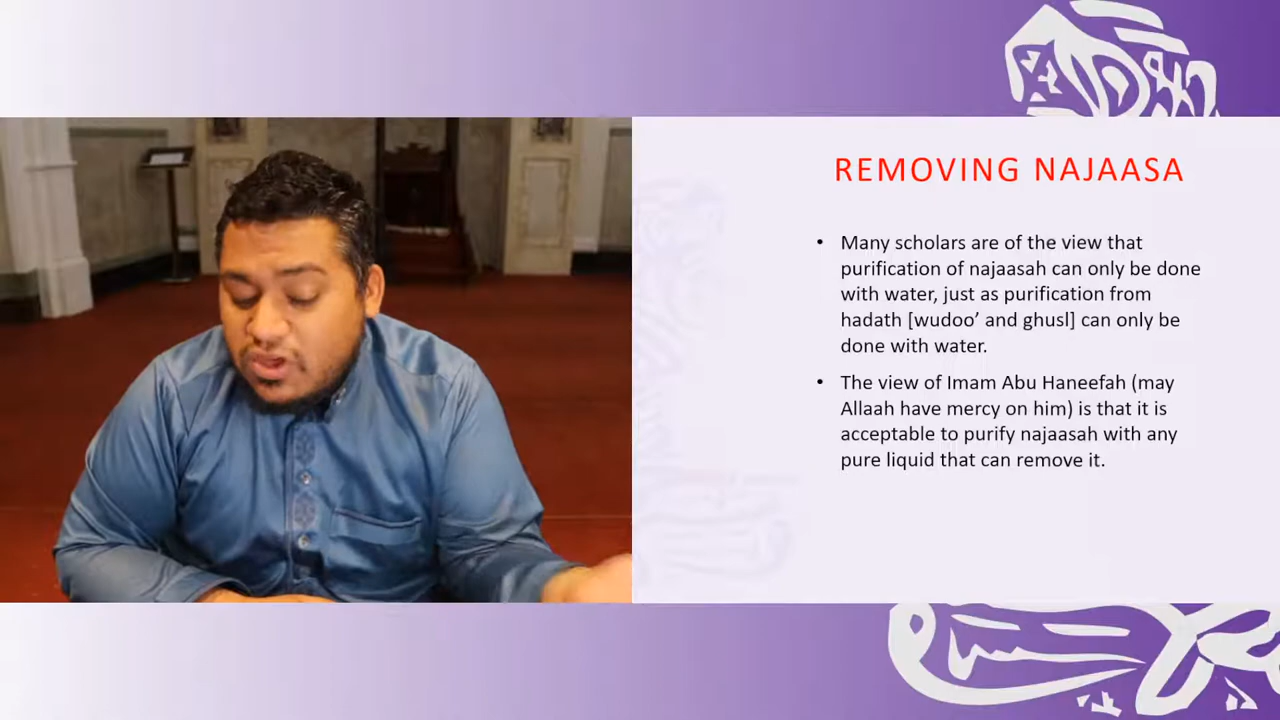 REMOVING NAJAASA
• Many scholars are of the view that
purification of najaasah can only be done
with water, just as purification from
hadath [wudoo’ and ghusl] can only be
done with water.
• The view of Imam Abu Haneefah (may
Allaah have mercy on him) is that it is
acceptable to purify najaasah with any
pure liquid that can remove it.